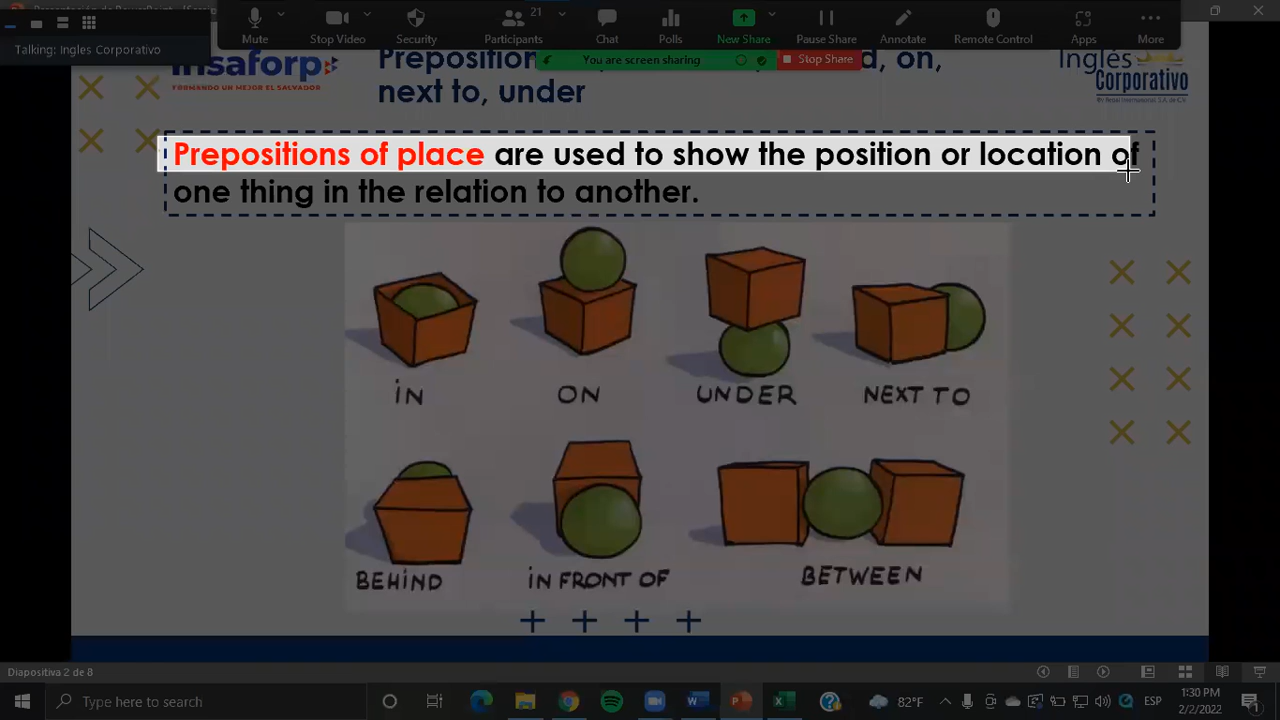 21
Mute
Stop Video
Security
Participants
Chat
Polls
New Share
Pause Share
Annotate
Remote Control
Apps
More
Talking: Ingles Corporativo
You are screen sharing
Stop Share
insaforp
FORMANDO UN MEJOR EL SALVADOR
on,
next to, under
Inglés
Corporativo
Prepositions of place are used to show the position or location of
one thing in the relation to another.
IN
ON
UNDER
NEXT TO
BEHIND
IN FRONT OF
BETWEEN
Diapositiva 2 de 8
Type here to search
82°F
ESP
1:30 PM
2/2/2022
1